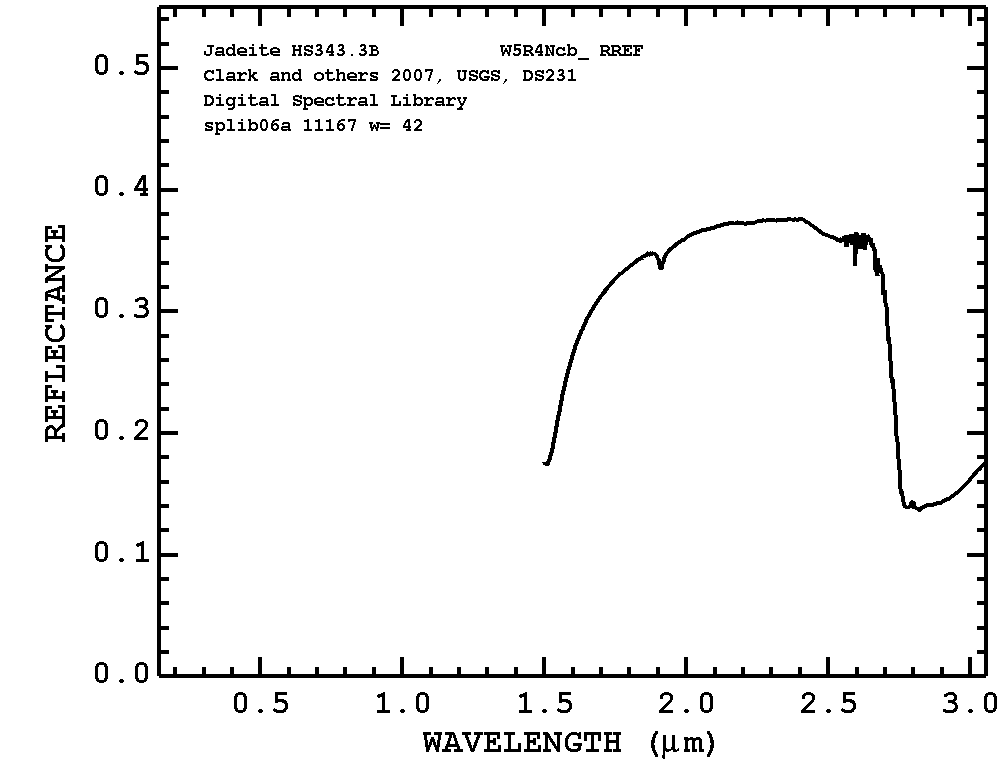 Jadeite HS343.3B W5R4Ncb_ RREF
Clark and others 2007, USGS, DS231
Digital Spectral Library
splib06a 11167 w= 42
0.5
0.4
0.3
0.2
0.1
0.0
REFLECTANCE
0.5 1.0 1.5 2.0 2.5 3.0
WAVELENGTH (μm)